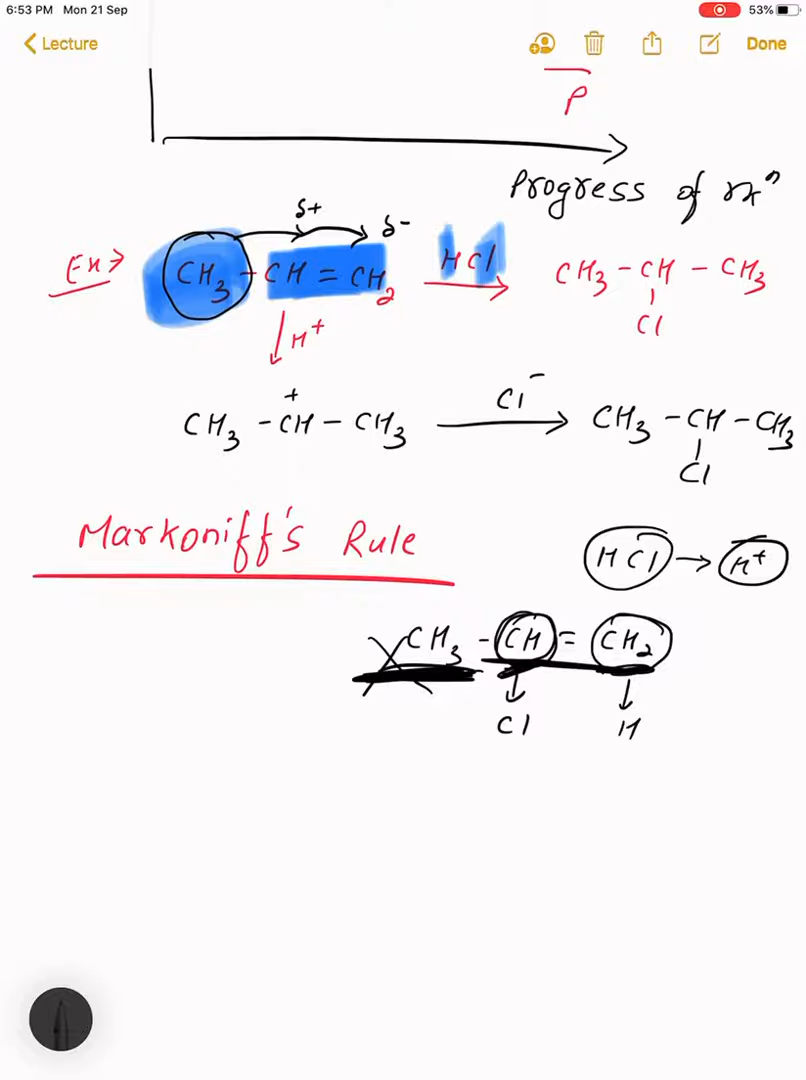 6:53 PM Mon 21 Sep 53%
Lecture Done
P
Progress of rxⁿ
δ+ δ-
Ex> CH3 - CH = CH2 HCl CH3 - CH - CH3
Cl
H+
+ Cl-
CH3 - CH - CH3 CH3 - CH - CH3
Cl
Markoniff's Rule
HCl → H+
CH3 - CH = CH2
Cl H